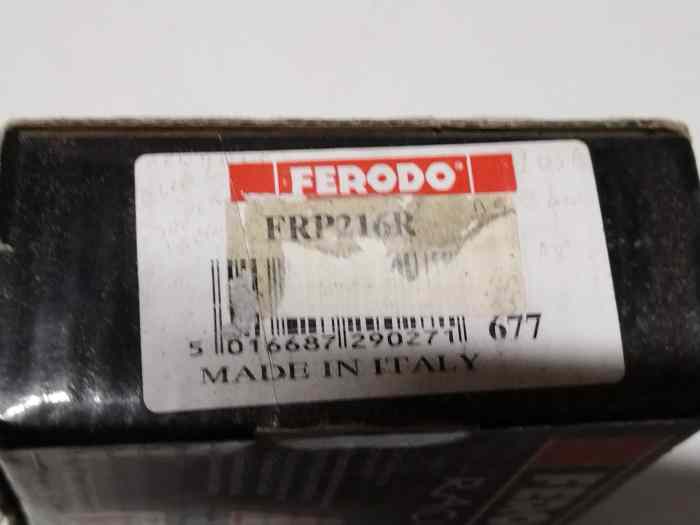 FERODO
FRP216R
677
5 016687 290271
MADE IN ITALY